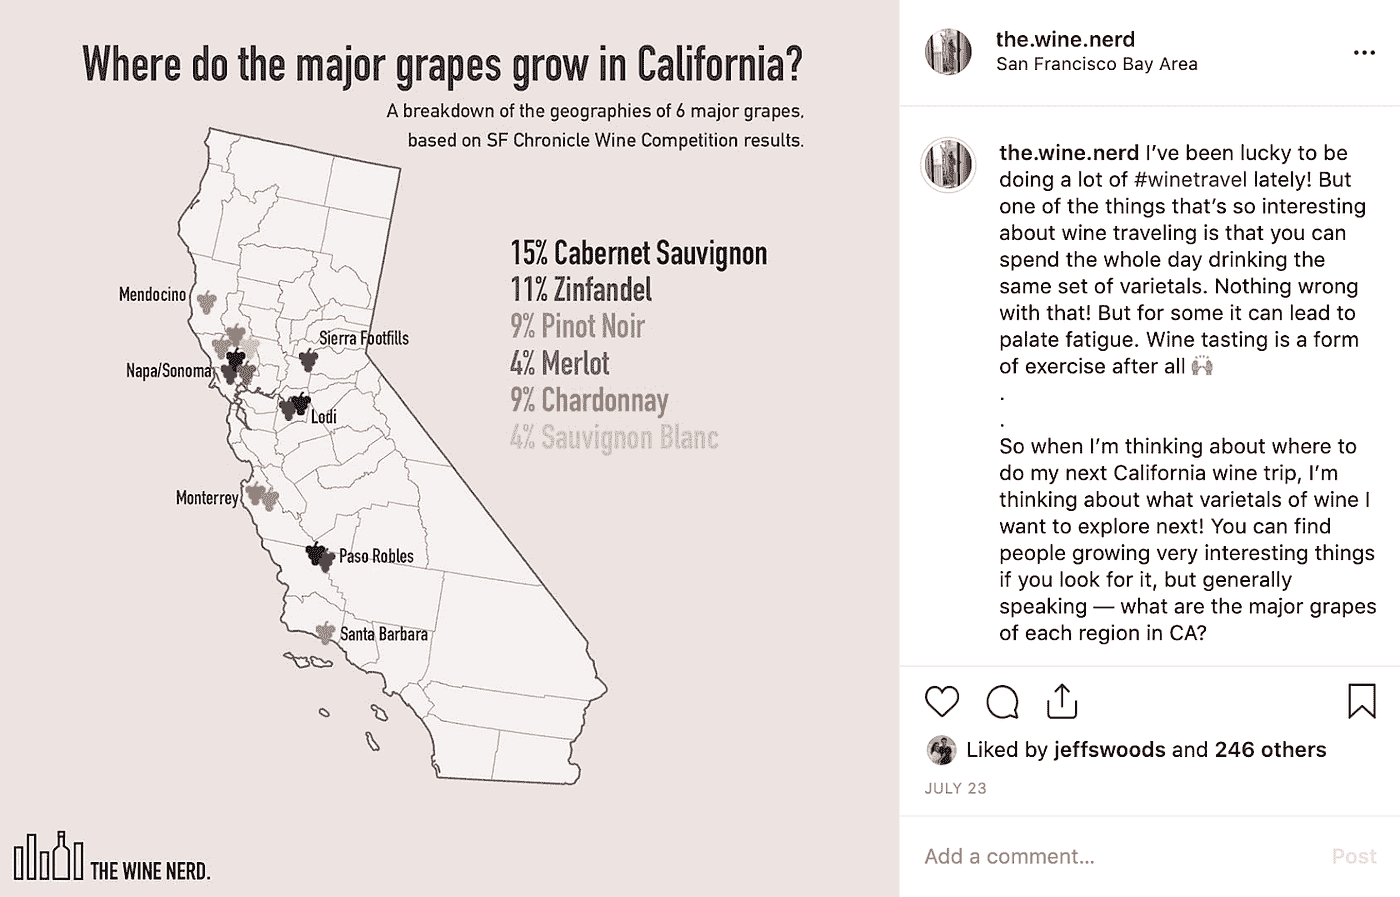 Where do the major grapes grow in California?
A breakdown of the geographies of 6 major grapes,
based on SF Chronicle Wine Competition results.
15% Cabernet Sauvignon
11% Zinfandel
9% Pinot Noir
4% Merlot
9% Chardonnay
4% Sauvignon Blanc
Mendocino
Sierra Footfills
Napa/Sonoma
Lodi
Monterrey
Paso Robles
Santa Barbara
THE WINE NERD.
the.wine.nerd
San Francisco Bay Area
the.wine.nerd I've been lucky to be
doing a lot of #winetravel lately! But
one of the things that's so interesting
about wine traveling is that you can
spend the whole day drinking the
same set of varietals. Nothing wrong
with that! But for some it can lead to
palate fatigue. Wine tasting is a form
of exercise after all 🙌
.
.
So when I'm thinking about where to
do my next California wine trip, I'm
thinking about what varietals of wine I
want to explore next! You can find
people growing very interesting things
if you look for it, but generally
speaking — what are the major grapes
of each region in CA?
Liked by jeffswoods and 246 others
JULY 23
Add a comment...
Post